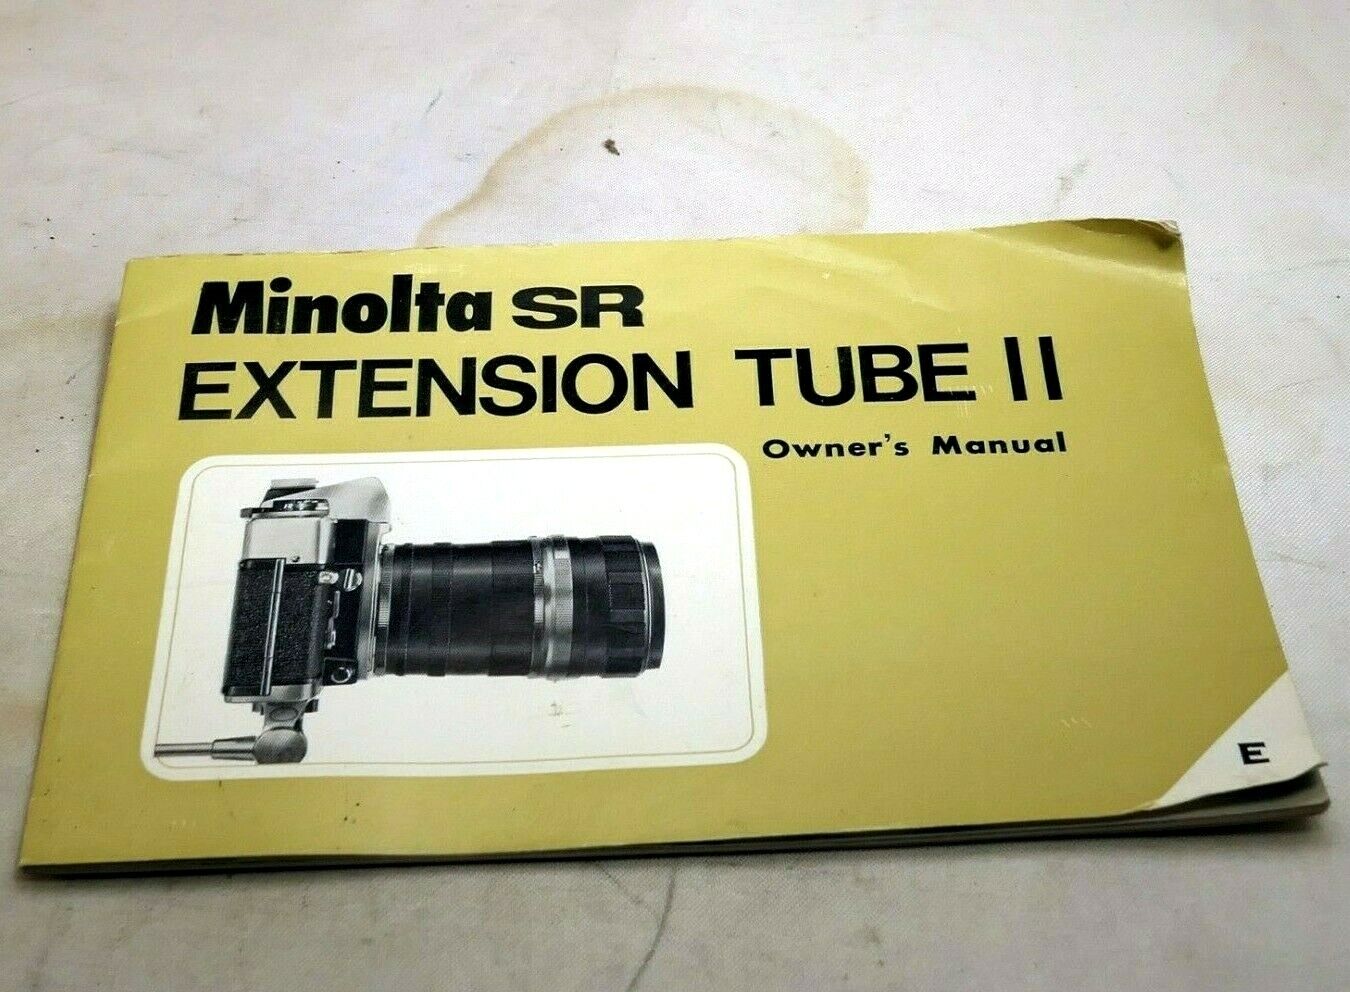 Minolta SR
EXTENSION TUBE II
Owner's Manual
E